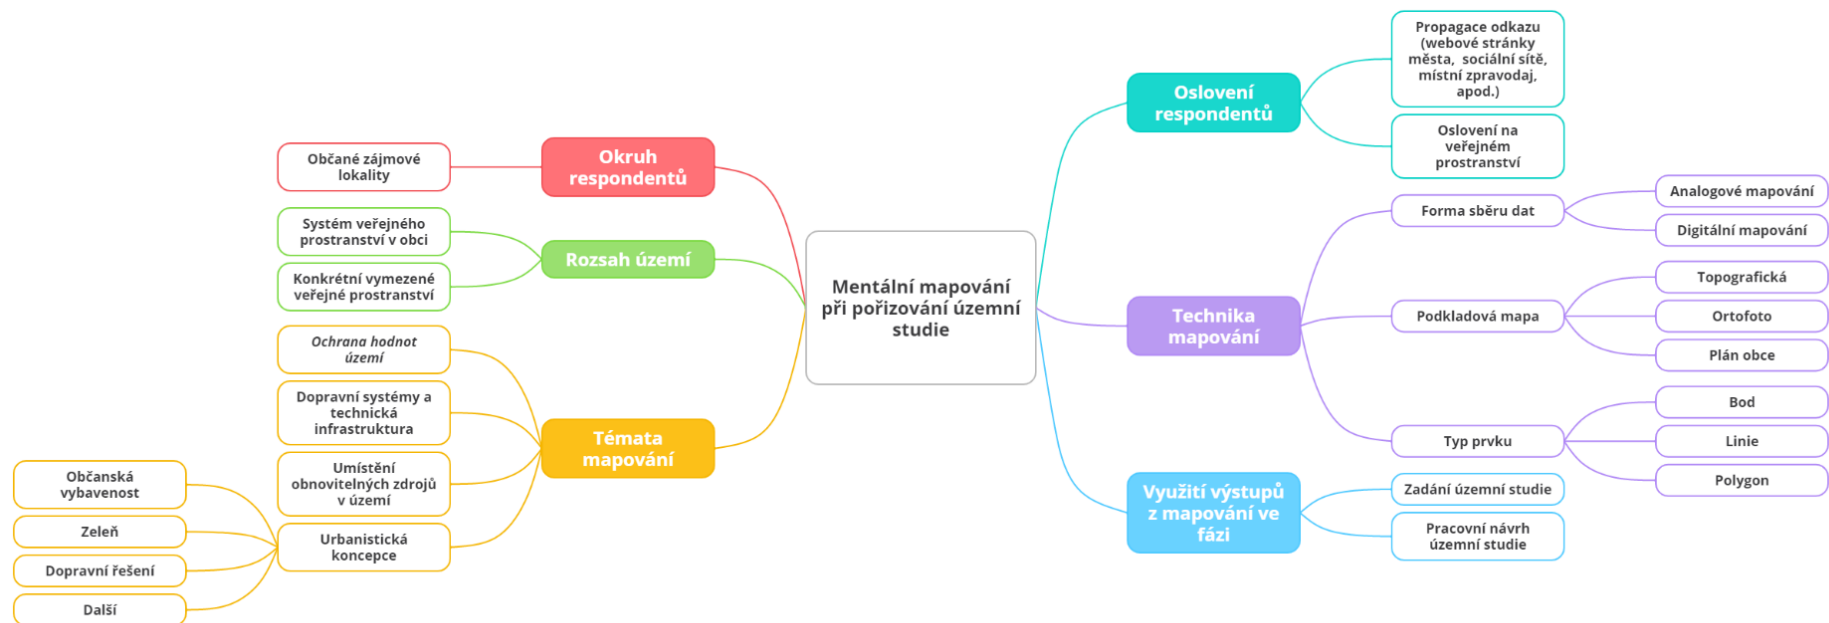 Mentální mapování
při pořizování územní
studie
Okruh
respondentů
Občané zájmové
lokality
Rozsah území
Systém veřejného
prostranství v obci
Konkrétní vymezené
veřejné prostranství
Témata
mapování
Ochrana hodnot
území
Dopravní systémy a
technická
infrastruktura
Umístění
obnovitelných zdrojů
v území
Urbanistická
koncepce
Občanská
vybavenost
Zeleň
Dopravní řešení
Další
Oslovení
respondentů
Propagace odkazu
(webové stránky
města, sociální sítě,
místní zpravodaj,
apod.)
Oslovení na
veřejném
prostranství
Technika
mapování
Forma sběru dat
Analogové mapování
Digitální mapování
Podkladová mapa
Topografická
Ortofoto
Plán obce
Typ prvku
Bod
Linie
Polygon
Využití výstupů
z mapování ve
fázi
Zadání územní studie
Pracovní návrh
územní studie